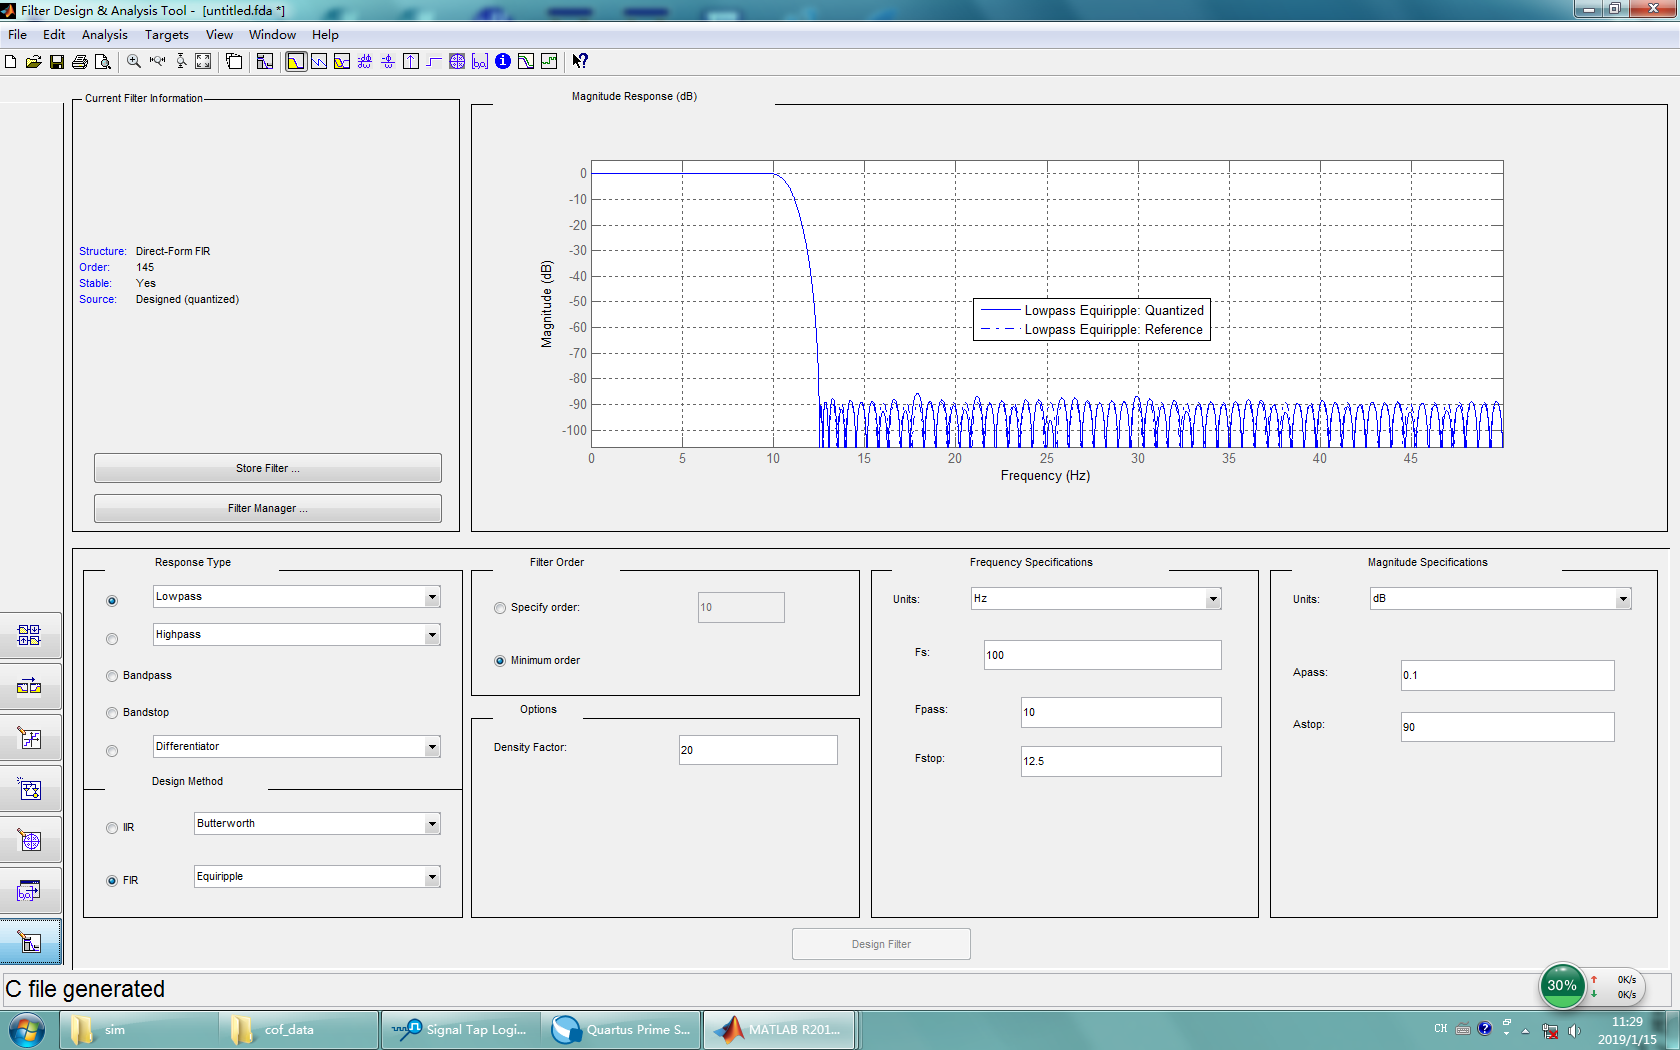 Filter Design & Analysis Tool - [untitled.fda *]
File Edit Analysis Targets View Window Help
Current Filter Information
Structure: Direct-Form FIR
Order: 145
Stable: Yes
Source: Designed (quantized)
Store Filter ...
Filter Manager ...
Magnitude Response (dB)
0
-10
-20
-30
-40
-50
-60
-70
-80
-90
-100
Magnitude (dB)
Lowpass Equiripple: Quantized
Lowpass Equiripple: Reference
0 5 10 15 20 25 30 35 40 45
Frequency (Hz)
Response Type
Lowpass
Highpass
Bandpass
Bandstop
Differentiator
Design Method
IIR Butterworth
FIR Equiripple
Filter Order
Specify order: 10
Minimum order
Options
Density Factor: 20
Frequency Specifications
Units: Hz
Fs: 100
Fpass: 10
Fstop: 12.5
Magnitude Specifications
Units: dB
Apass: 0.1
Astop: 90
Design Filter
C file generated
30% 0K/s
0K/s
sim cof_data Signal Tap Logi... Quartus Prime S... MATLAB R201...
CH
11:29
2019/1/15